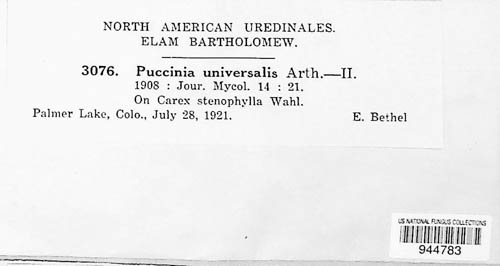 NORTH AMERICAN UREDINALES.
ELAM BARTHOLOMEW.
3076. Puccinia universalis Arth.—II.
1908 : Jour. Mycol. 14 : 21.
On Carex stenophylla Wahl.
Palmer Lake, Colo., July 28, 1921. E. Bethel
US NATIONAL FUNGUS COLLECTIONS
944783